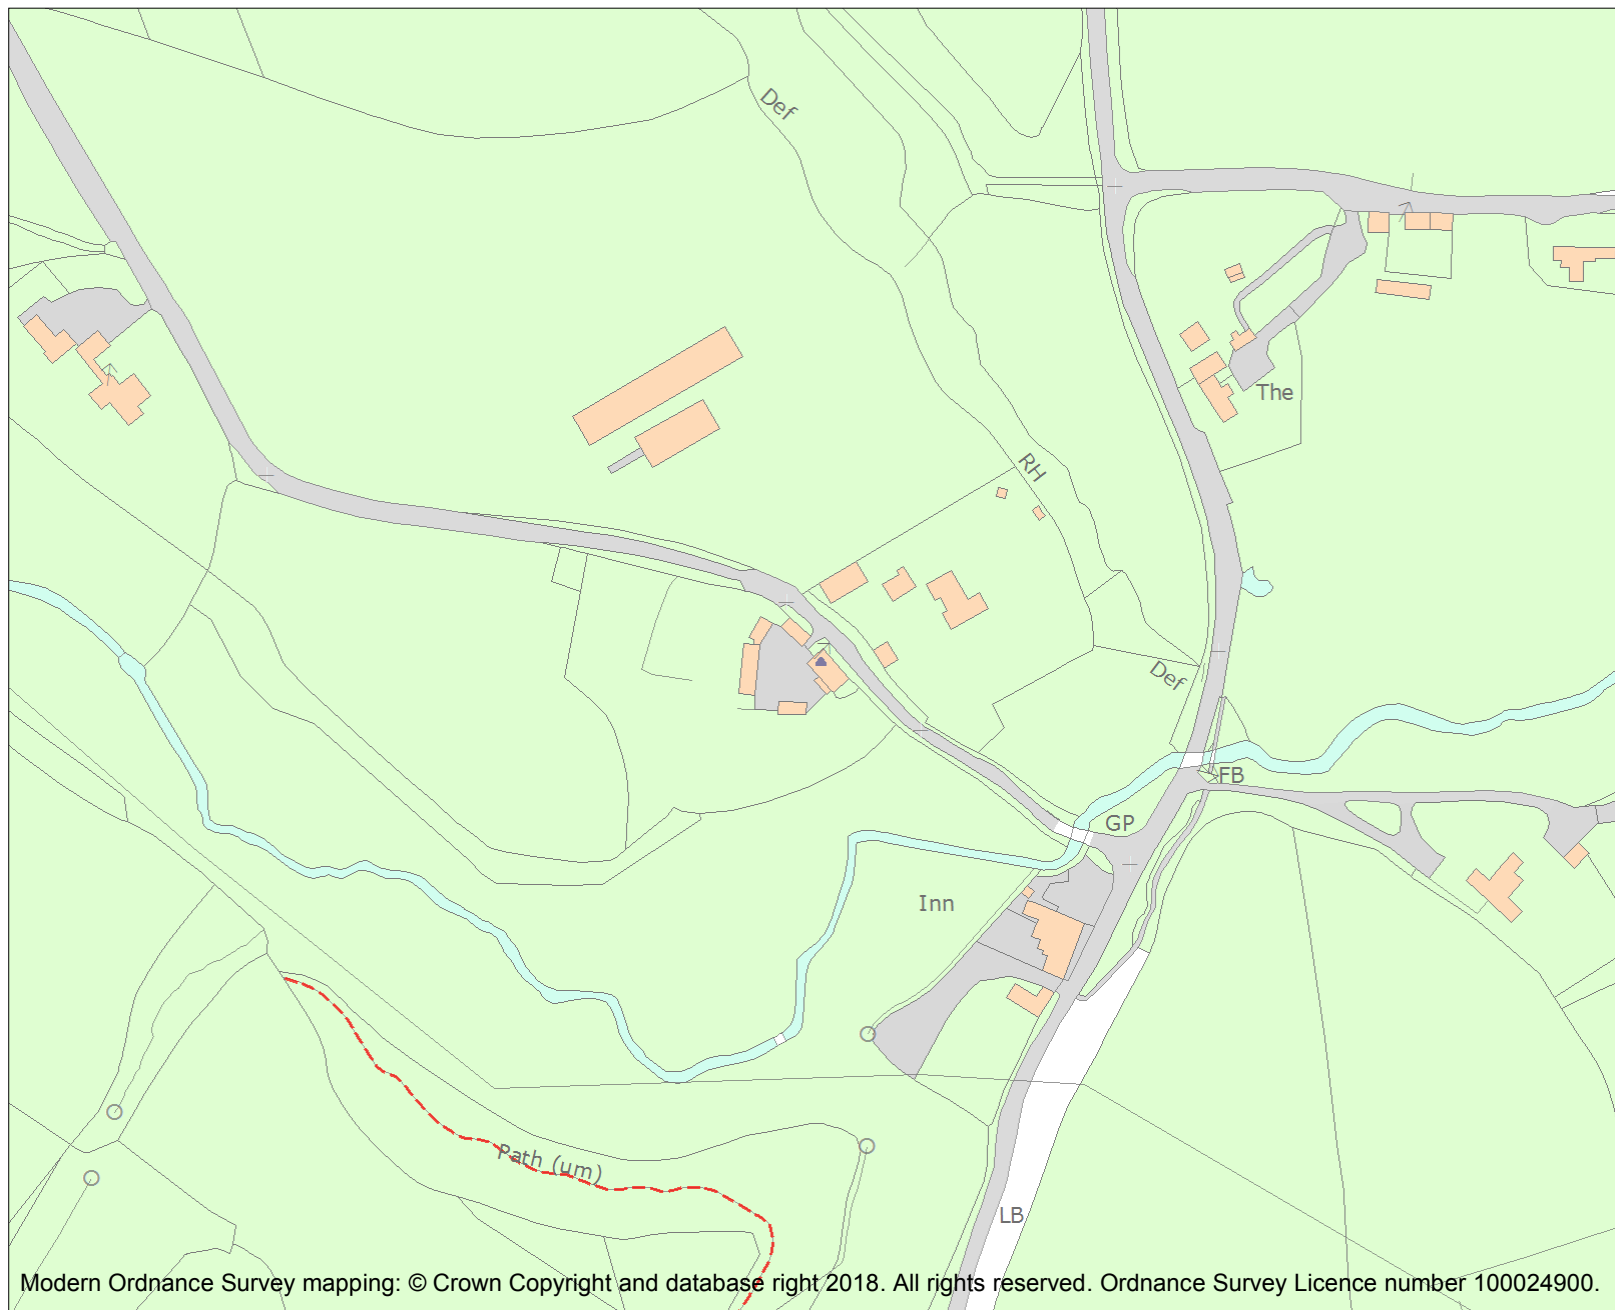 Def
The
RH
Def
FB
GP
Inn
Path (um)
LB
Modern Ordnance Survey mapping: © Crown Copyright and database right 2018. All rights reserved. Ordnance Survey Licence number 100024900.